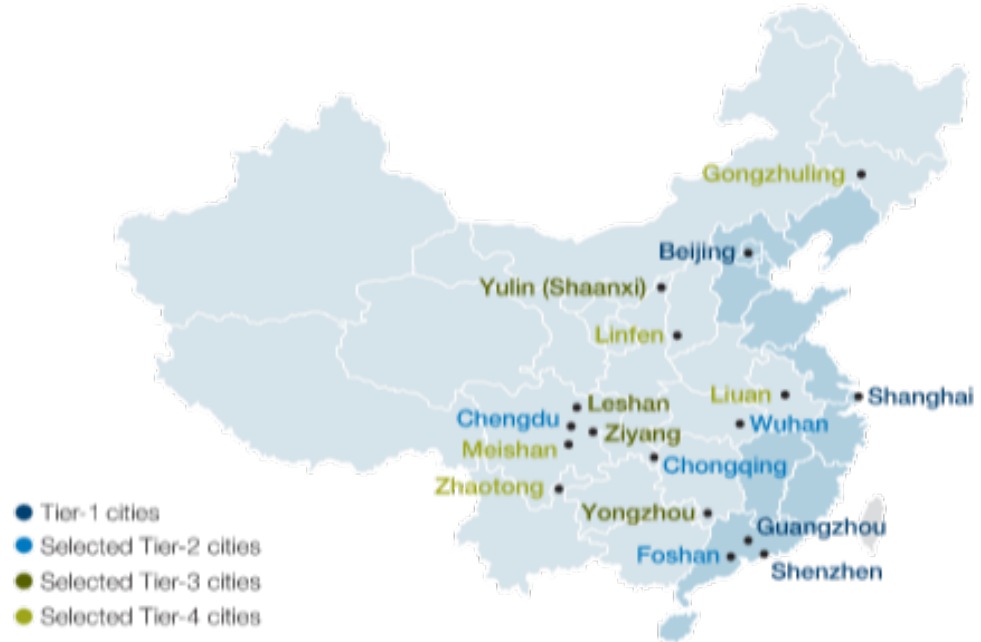 Gongzhuling
Beijing
Yulin (Shaanxi)
Linfen
Liuan
Shanghai
Leshan
Chengdu
Wuhan
Ziyang
Meishan
Chongqing
Zhaotong
Yongzhou
Guangzhou
Foshan
Shenzhen
Tier-1 cities
Selected Tier-2 cities
Selected Tier-3 cities
Selected Tier-4 cities